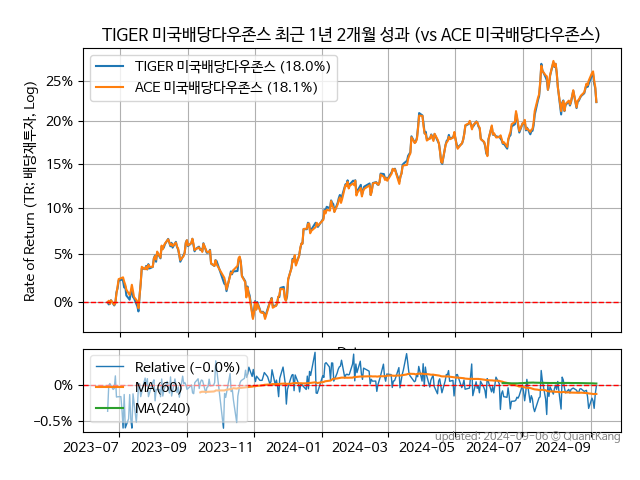 TIGER 미국배당다우존스 최근 1년 2개월 성과 (vs ACE 미국배당다우존스)
Rate of Return (TR: 배당재투자, Log)
25%
20%
15%
10%
5%
0%
TIGER 미국배당다우존스 (18.0%)
ACE 미국배당다우존스 (18.1%)
0%
−0.5%
Relative (−0.0%)
MA(60)
MA(240)
2023-07
2023-09
2023-11
2024-01
2024-03
2024-05
2024-07
2024-09
updated: 2024-09-06 © QuantKang